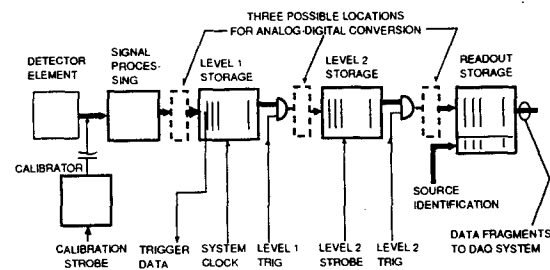 THREE POSSIBLE LOCATIONS
FOR ANALOG-DIGITAL CONVERSION
DETECTOR
ELEMENT
SIGNAL
PROCES-
SING
LEVEL 1
STORAGE
LEVEL 2
STORAGE
READOUT
STORAGE
CALIBRATOR
CALIBRATION
STROBE
TRIGGER
DATA
SYSTEM
CLOCK
LEVEL 1
TRIG
LEVEL 2
STROBE
LEVEL 2
TRIG
SOURCE
IDENTIFICATION
DATA FRAGMENTS
TO DAQ SYSTEM